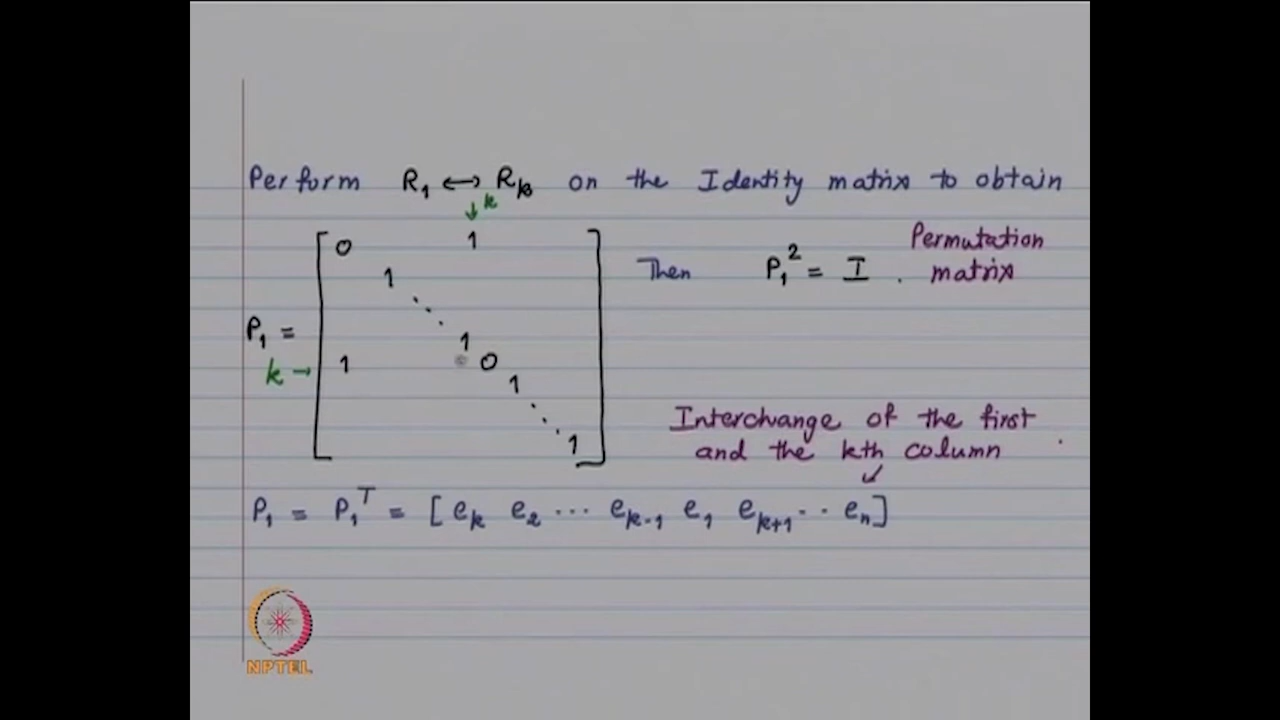 Perform R₁ ⟷ Rₖ on the Identity matrix to obtain
↓ k
P₁ = [ 0 1
1
⋱
1
k → 1 0
1
⋱
1 ]
Then P₁² = I .
Permutation
matrix
Interchange of the first
and the kth column
P₁ = P₁ᵀ = [ eₖ e₂ ⋯ eₖ₋₁ e₁ eₖ₊₁ ⋯ eₙ ]
NPTEL